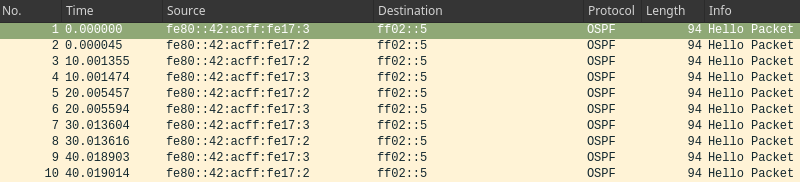 No. Time Source Destination Protocol Length Info
1 0.000000 fe80::42:acff:fe17:3 ff02::5 OSPF 94 Hello Packet
2 0.000045 fe80::42:acff:fe17:2 ff02::5 OSPF 94 Hello Packet
3 10.001355 fe80::42:acff:fe17:2 ff02::5 OSPF 94 Hello Packet
4 10.001474 fe80::42:acff:fe17:3 ff02::5 OSPF 94 Hello Packet
5 20.005457 fe80::42:acff:fe17:2 ff02::5 OSPF 94 Hello Packet
6 20.005594 fe80::42:acff:fe17:3 ff02::5 OSPF 94 Hello Packet
7 30.013604 fe80::42:acff:fe17:3 ff02::5 OSPF 94 Hello Packet
8 30.013616 fe80::42:acff:fe17:2 ff02::5 OSPF 94 Hello Packet
9 40.018903 fe80::42:acff:fe17:3 ff02::5 OSPF 94 Hello Packet
10 40.019014 fe80::42:acff:fe17:2 ff02::5 OSPF 94 Hello Packet